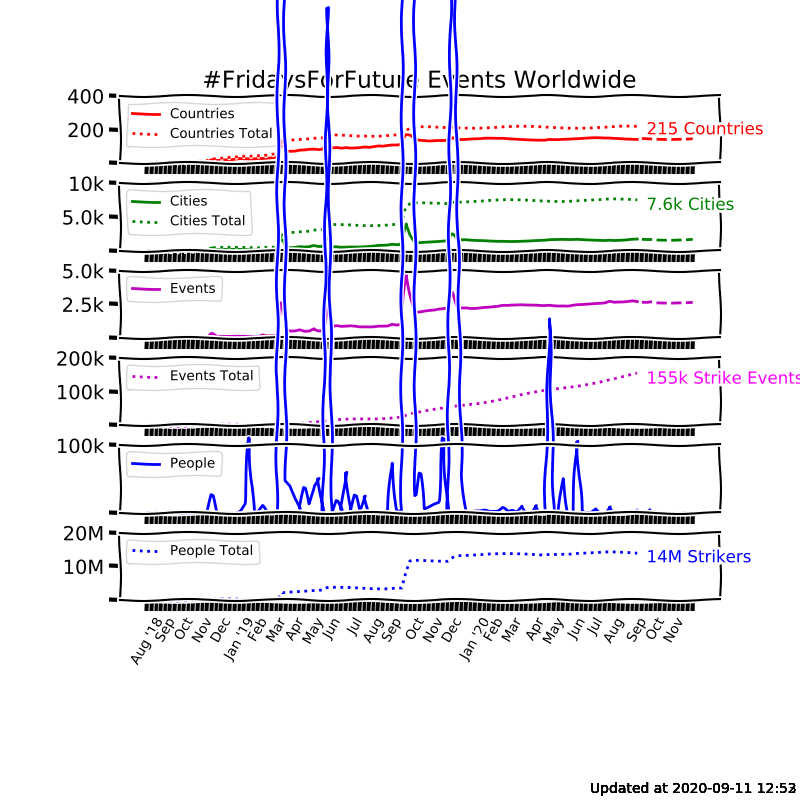 #FridaysForFuture Events Worldwide
400
200
Countries
Countries Total
215 Countries
10k
5.0k
Cities
Cities Total
7.6k Cities
5.0k
2.5k
Events
200k
100k
Events Total
155k Strike Events
100k
People
20M
10M
People Total
14M Strikers
Aug '18 Sep Oct Nov Dec Jan '19 Feb Mar Apr May Jun Jul Aug Sep Oct Nov Dec Jan '20 Feb Mar Apr May Jun Jul Aug Sep Oct Nov
Updated at 2020-09-11